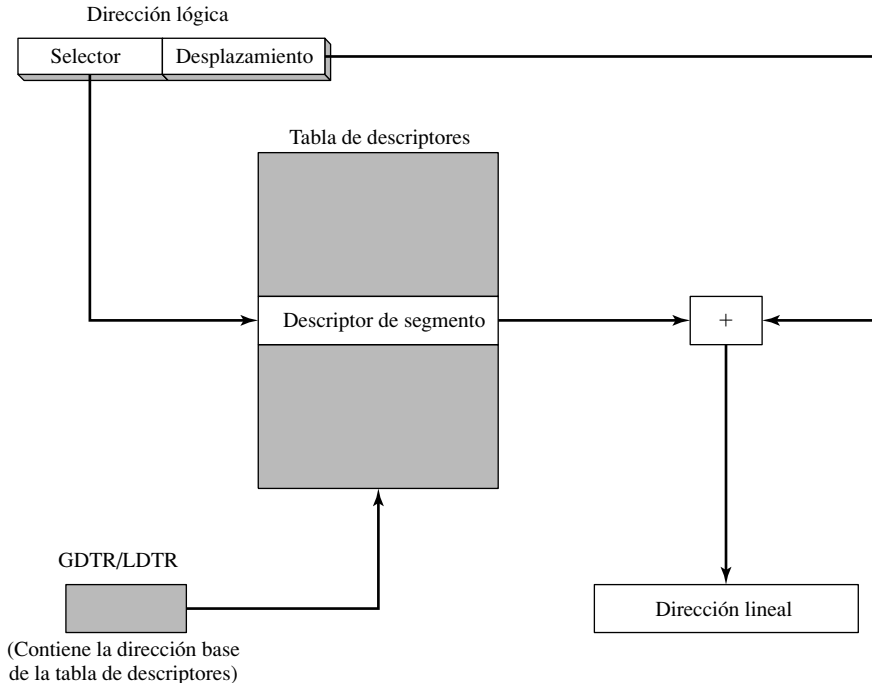 Dirección lógica
Selector
Desplazamiento
Tabla de descriptores
Descriptor de segmento
+
GDTR/LDTR
Dirección lineal
(Contiene la dirección base
de la tabla de descriptores)